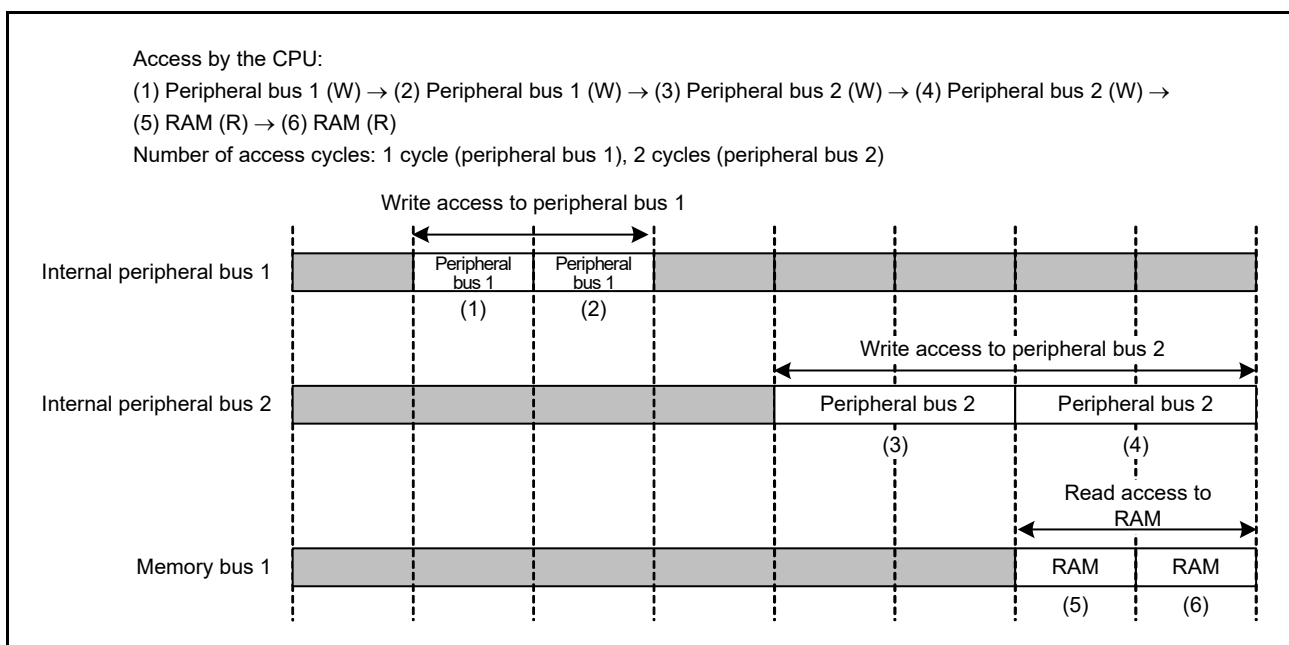 Access by the CPU:
(1) Peripheral bus 1 (W) → (2) Peripheral bus 1 (W) → (3) Peripheral bus 2 (W) → (4) Peripheral bus 2 (W) →
(5) RAM (R) → (6) RAM (R)
Number of access cycles: 1 cycle (peripheral bus 1), 2 cycles (peripheral bus 2)
Write access to peripheral bus 1
Internal peripheral bus 1
Peripheral
bus 1
Peripheral
bus 1
(1)
(2)
Write access to peripheral bus 2
Internal peripheral bus 2
Peripheral bus 2
Peripheral bus 2
(3)
(4)
Read access to
RAM
Memory bus 1
RAM
RAM
(5)
(6)